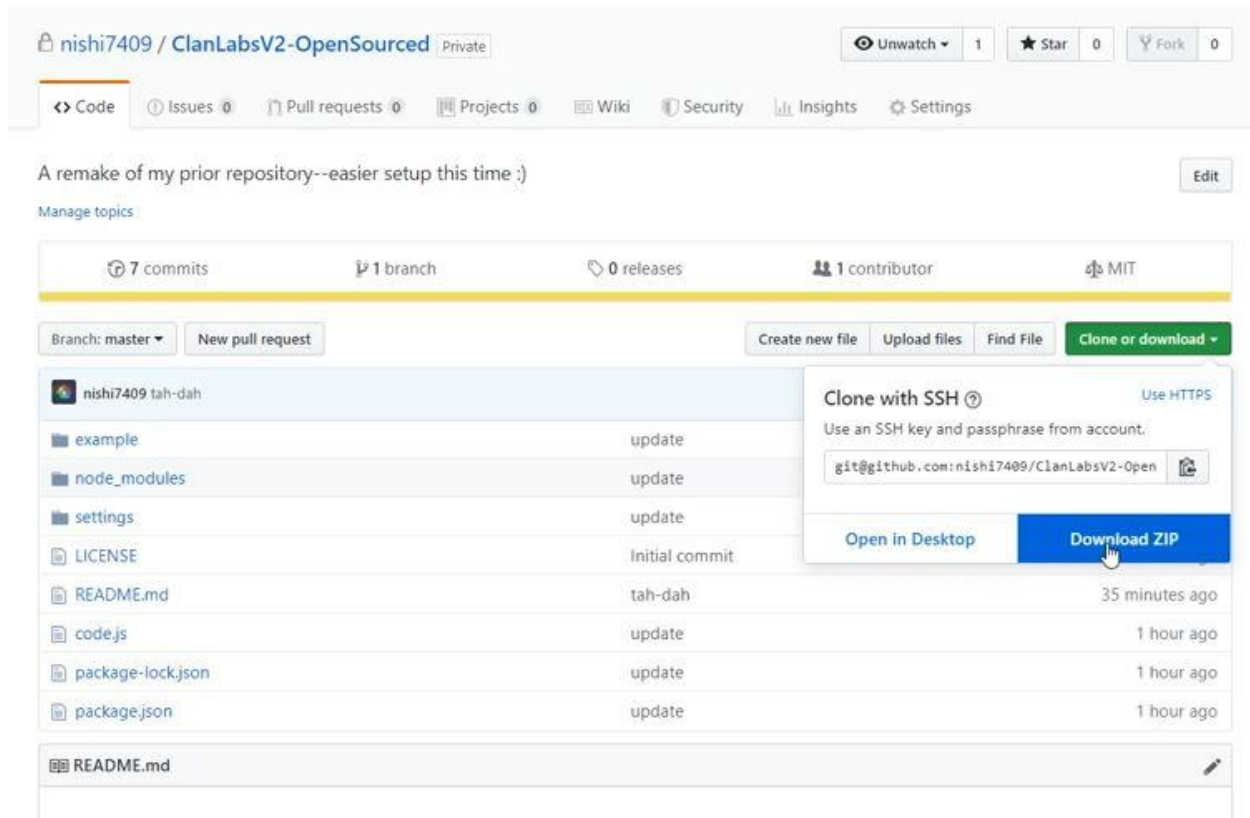 nishi7409 / ClanLabsV2-OpenSourced Private Unwatch 1 Star 0 Fork 0
Code Issues 0 Pull requests 0 Projects 0 Wiki Security Insights Settings
A remake of my prior repository--easier setup this time :) Edit
Manage topics
7 commits 1 branch 0 releases 1 contributor MIT
Branch: master New pull request Create new file Upload files Find File Clone or download
nishi7409 tah-dah
Clone with SSH Use HTTPS
Use an SSH key and passphrase from account.
git@github.com:nishi7409/ClanLabsV2-Open
Open in Desktop Download ZIP
example update
node_modules update
settings update
LICENSE Initial commit
README.md tah-dah 35 minutes ago
code.js update 1 hour ago
package-lock.json update 1 hour ago
package.json update 1 hour ago
README.md